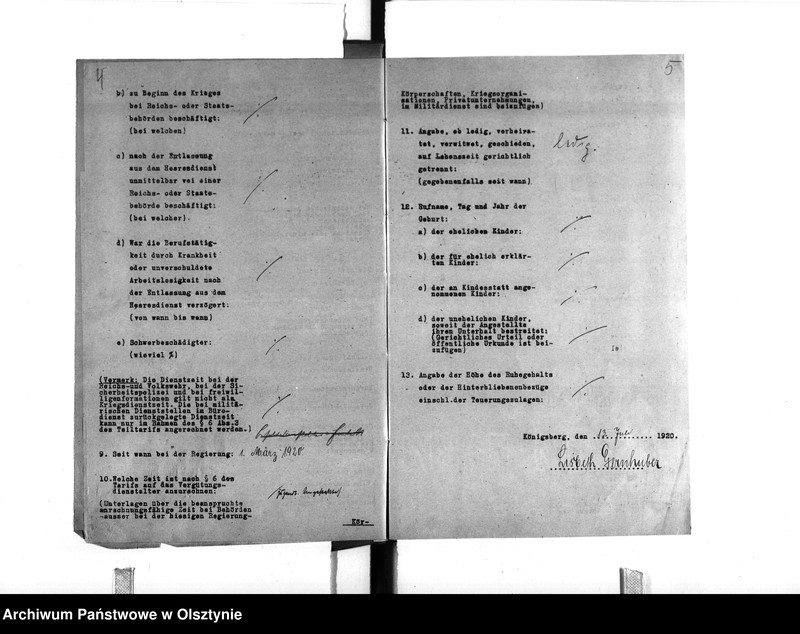 4
b) zu Beginn des Krieges
bei Reichs- oder Staats-
behörden beschäftigt:
(bei welchen)
c) nach der Entlassung
aus dem Heeresdienst
unmittelbar bei einer
Reichs- oder Staats-
behörde beschäftigt:
(bei welcher).
d) War die Berufstätig-
keit durch Krankheit
oder unverschuldete
Arbeitslosigkeit nach
der Entlassung aus dem
Heeresdienst verzögert:
(von wann bis wann)
e) Schwerbeschädigter:
(wieviel %)
(Vermerk: Die Dienstzeit bei der
Reichs-und Volkswehr, bei der Si-
cherheitspolizei und bei freiwil-
ligenformationen gilt nicht als
Kriegsdienstzeit. Die bei militä-
rischen Dienststellen im Büro-
dienst zurückgelegte Dienstzeit
kann nur im Rahmen des § 6 Abs.3
des Teiltarifs angerechnet werden.)
9. Seit wann bei der Regierung: 1. März 1920
10.Welche Zeit ist nach § 6 des
Tarifs auf das Vergütungs-
dienstalter anzurechnen:
(Unterlagen über die beanspruchte
anrechnungsfähige Zeit bei Behörden
-ausser bei der hiesigen Regierung-
Kör-
5
Körperschaften, Kriegsorgani-
sationen, Privatunternehmungen,
im Militärdienst sind beizufügen)
11. Angabe, ob ledig, verheira-
tet, verwitwet, geschieden,
auf Lebenszeit gerichtlich
getrennt:
(gegebenenfalls seit wann)
ledig.
12. Rufname, Tag und Jahr der
Geburt:
a) der ehelichen Kinder:
b) der für ehelich erklär-
ten Kinder:
c) der an Kindesstatt ange-
nommenen Kinder:
d) der unehelichen Kinder,
soweit der Angestellte
ihren Unterhalt bestreitet:
(Gerichtliches Urteil oder
öffentliche Urkunde ist bei-
zufügen)
13. Angabe der Höhe des Ruhegehalts
oder der Hinterbliebenenbezüge
einschl.der Teuerungszulagen:
Königsberg, den 13. Juli 1920.
Lisbeth Gernhuber
Archiwum Państwowe w Olsztynie